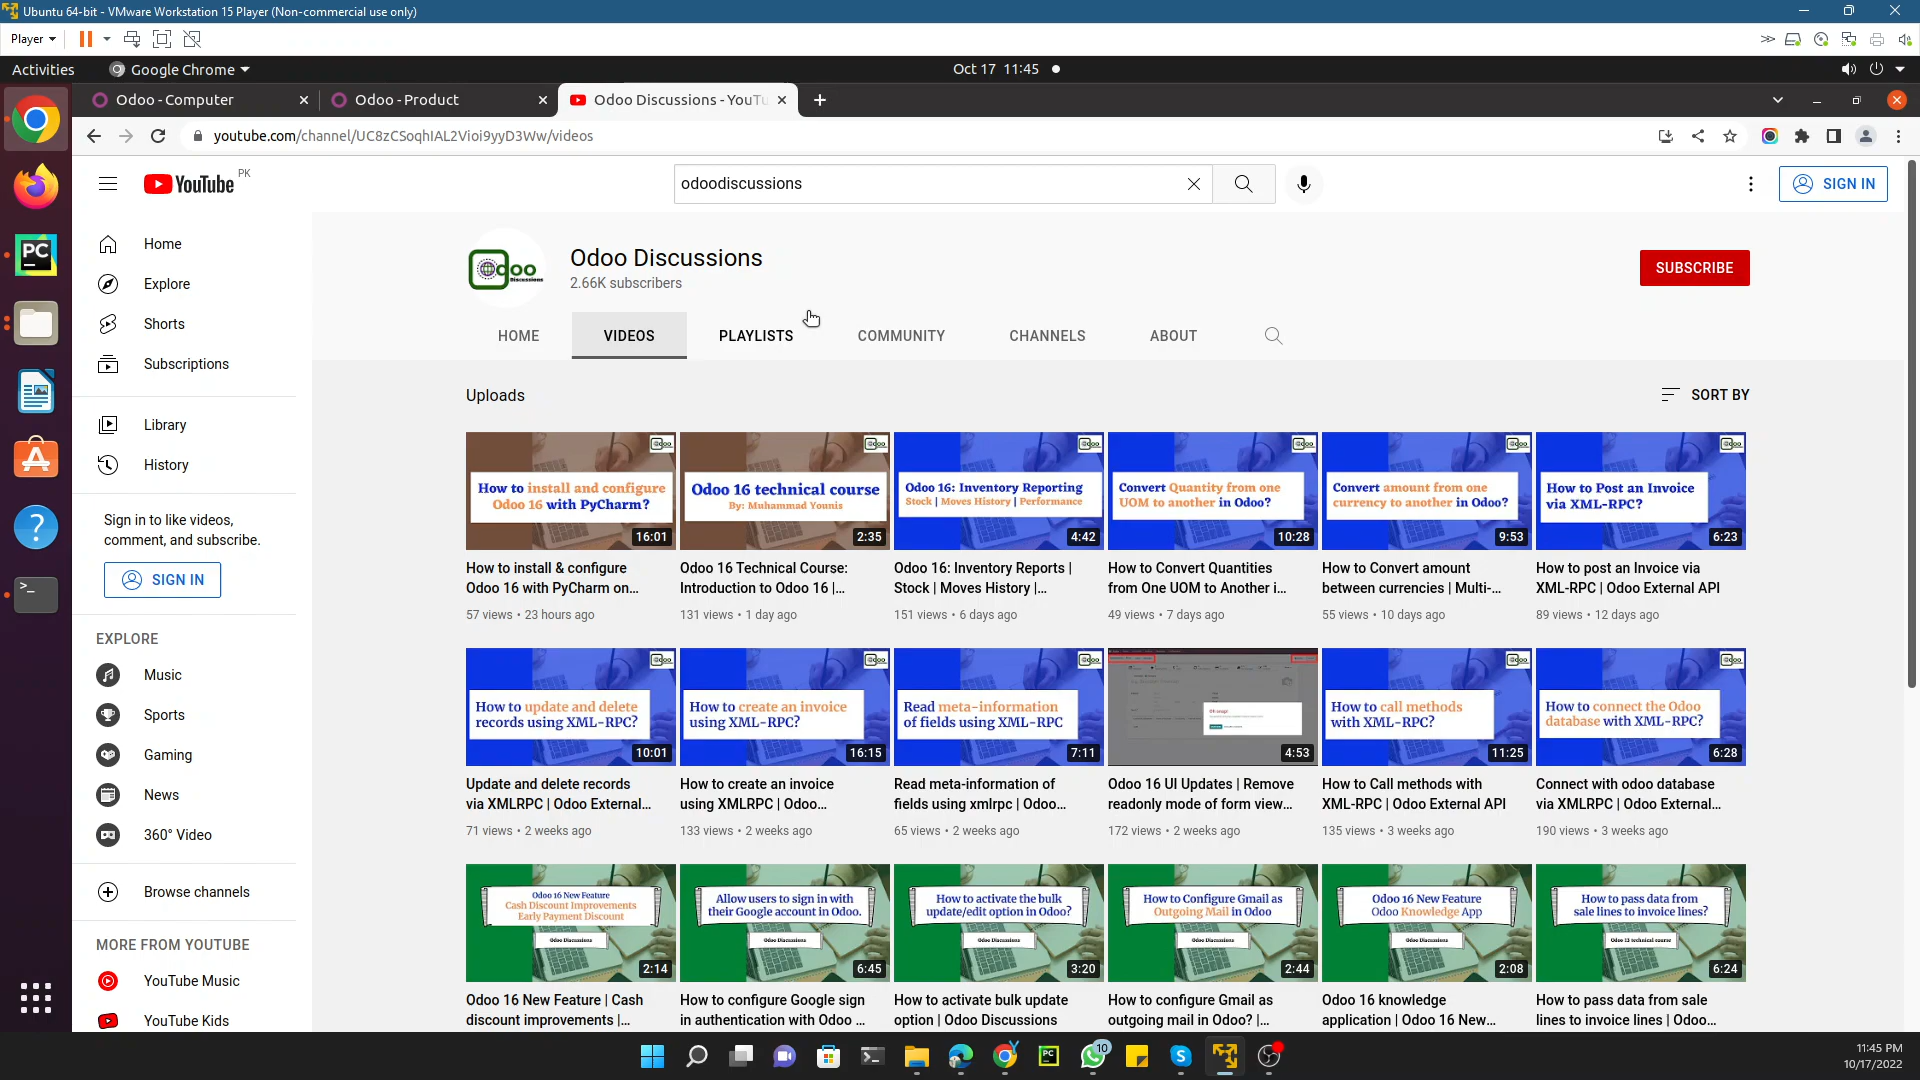 Ubuntu 64-bit - VMware Workstation 15 Player (Non-commercial use only)
Player
Activities
Google Chrome
Oct 17 11:45
Odoo - Computer
Odoo - Product
Odoo Discussions - YouTu
youtube.com/channel/UC8zCSoqhIAL2Vioi9yyD3Ww/videos
YouTube PK
odoodiscussions
SIGN IN
Home
Explore
Shorts
Subscriptions
Library
History
Sign in to like videos,
comment, and subscribe.
SIGN IN
EXPLORE
Music
Sports
Gaming
News
360° Video
Browse channels
MORE FROM YOUTUBE
YouTube Music
YouTube Kids
Odoo Discussions
2.66K subscribers
SUBSCRIBE
HOME
VIDEOS
PLAYLISTS
COMMUNITY
CHANNELS
ABOUT
Uploads
SORT BY
How to install and configure
Odoo 16 with PyCharm?
16:01
How to install & configure
Odoo 16 with PyCharm on...
57 views • 23 hours ago
Odoo 16 technical course
By: Muhammad Younis
2:35
Odoo 16 Technical Course:
Introduction to Odoo 16 |...
131 views • 1 day ago
Odoo 16: Inventory Reporting
Stock | Moves History | Performance
4:42
Odoo 16: Inventory Reports |
Stock | Moves History |...
151 views • 6 days ago
Convert Quantity from one
UOM to another in Odoo?
10:28
How to Convert Quantities
from One UOM to Another i...
49 views • 7 days ago
Convert amount from one
currency to another in Odoo?
9:53
How to Convert amount
between currencies | Multi-...
55 views • 10 days ago
How to Post an Invoice
via XML-RPC?
6:23
How to post an Invoice via
XML-RPC | Odoo External API
89 views • 12 days ago
How to update and delete
records using XML-RPC?
10:01
Update and delete records
via XMLRPC | Odoo External...
71 views • 2 weeks ago
How to create an invoice
using XML-RPC?
16:15
How to create an invoice
using XMLRPC | Odoo...
133 views • 2 weeks ago
Read meta-information
of fields using XML-RPC
7:11
Read meta-information of
fields using xmlrpc | Odoo...
65 views • 2 weeks ago
4:53
Odoo 16 UI Updates | Remove
readonly mode of form view...
172 views • 2 weeks ago
How to call methods
with XML-RPC?
11:25
How to Call methods with
XML-RPC | Odoo External API
135 views • 3 weeks ago
How to connect the Odoo
database with XML-RPC?
6:28
Connect with odoo database
via XMLRPC | Odoo External...
190 views • 3 weeks ago
Odoo 16 New Feature
Cash Discount Improvements
Early Payment Discount
Odoo Discussions
2:14
Odoo 16 New Feature | Cash
discount improvements |...
Allow users to sign in with
their Google account in Odoo.
Odoo Discussions
6:45
How to configure Google sign
in authentication with Odoo ...
How to activate the bulk
update/edit option in Odoo?
Odoo Discussions
3:20
How to activate bulk update
option | Odoo Discussions
How to Configure Gmail as
Outgoing Mail in Odoo
Odoo Discussions
2:44
How to configure Gmail as
outgoing mail in Odoo? |...
Odoo 16 New Feature
Odoo Knowledge App
Odoo Discussions
2:08
Odoo 16 knowledge
application | Odoo 16 New...
How to pass data from
sale lines to invoice lines?
Odoo 13 technical course
6:24
How to pass data from sale
lines to invoice lines | Odoo...
10
11:45 PM
10/17/2022